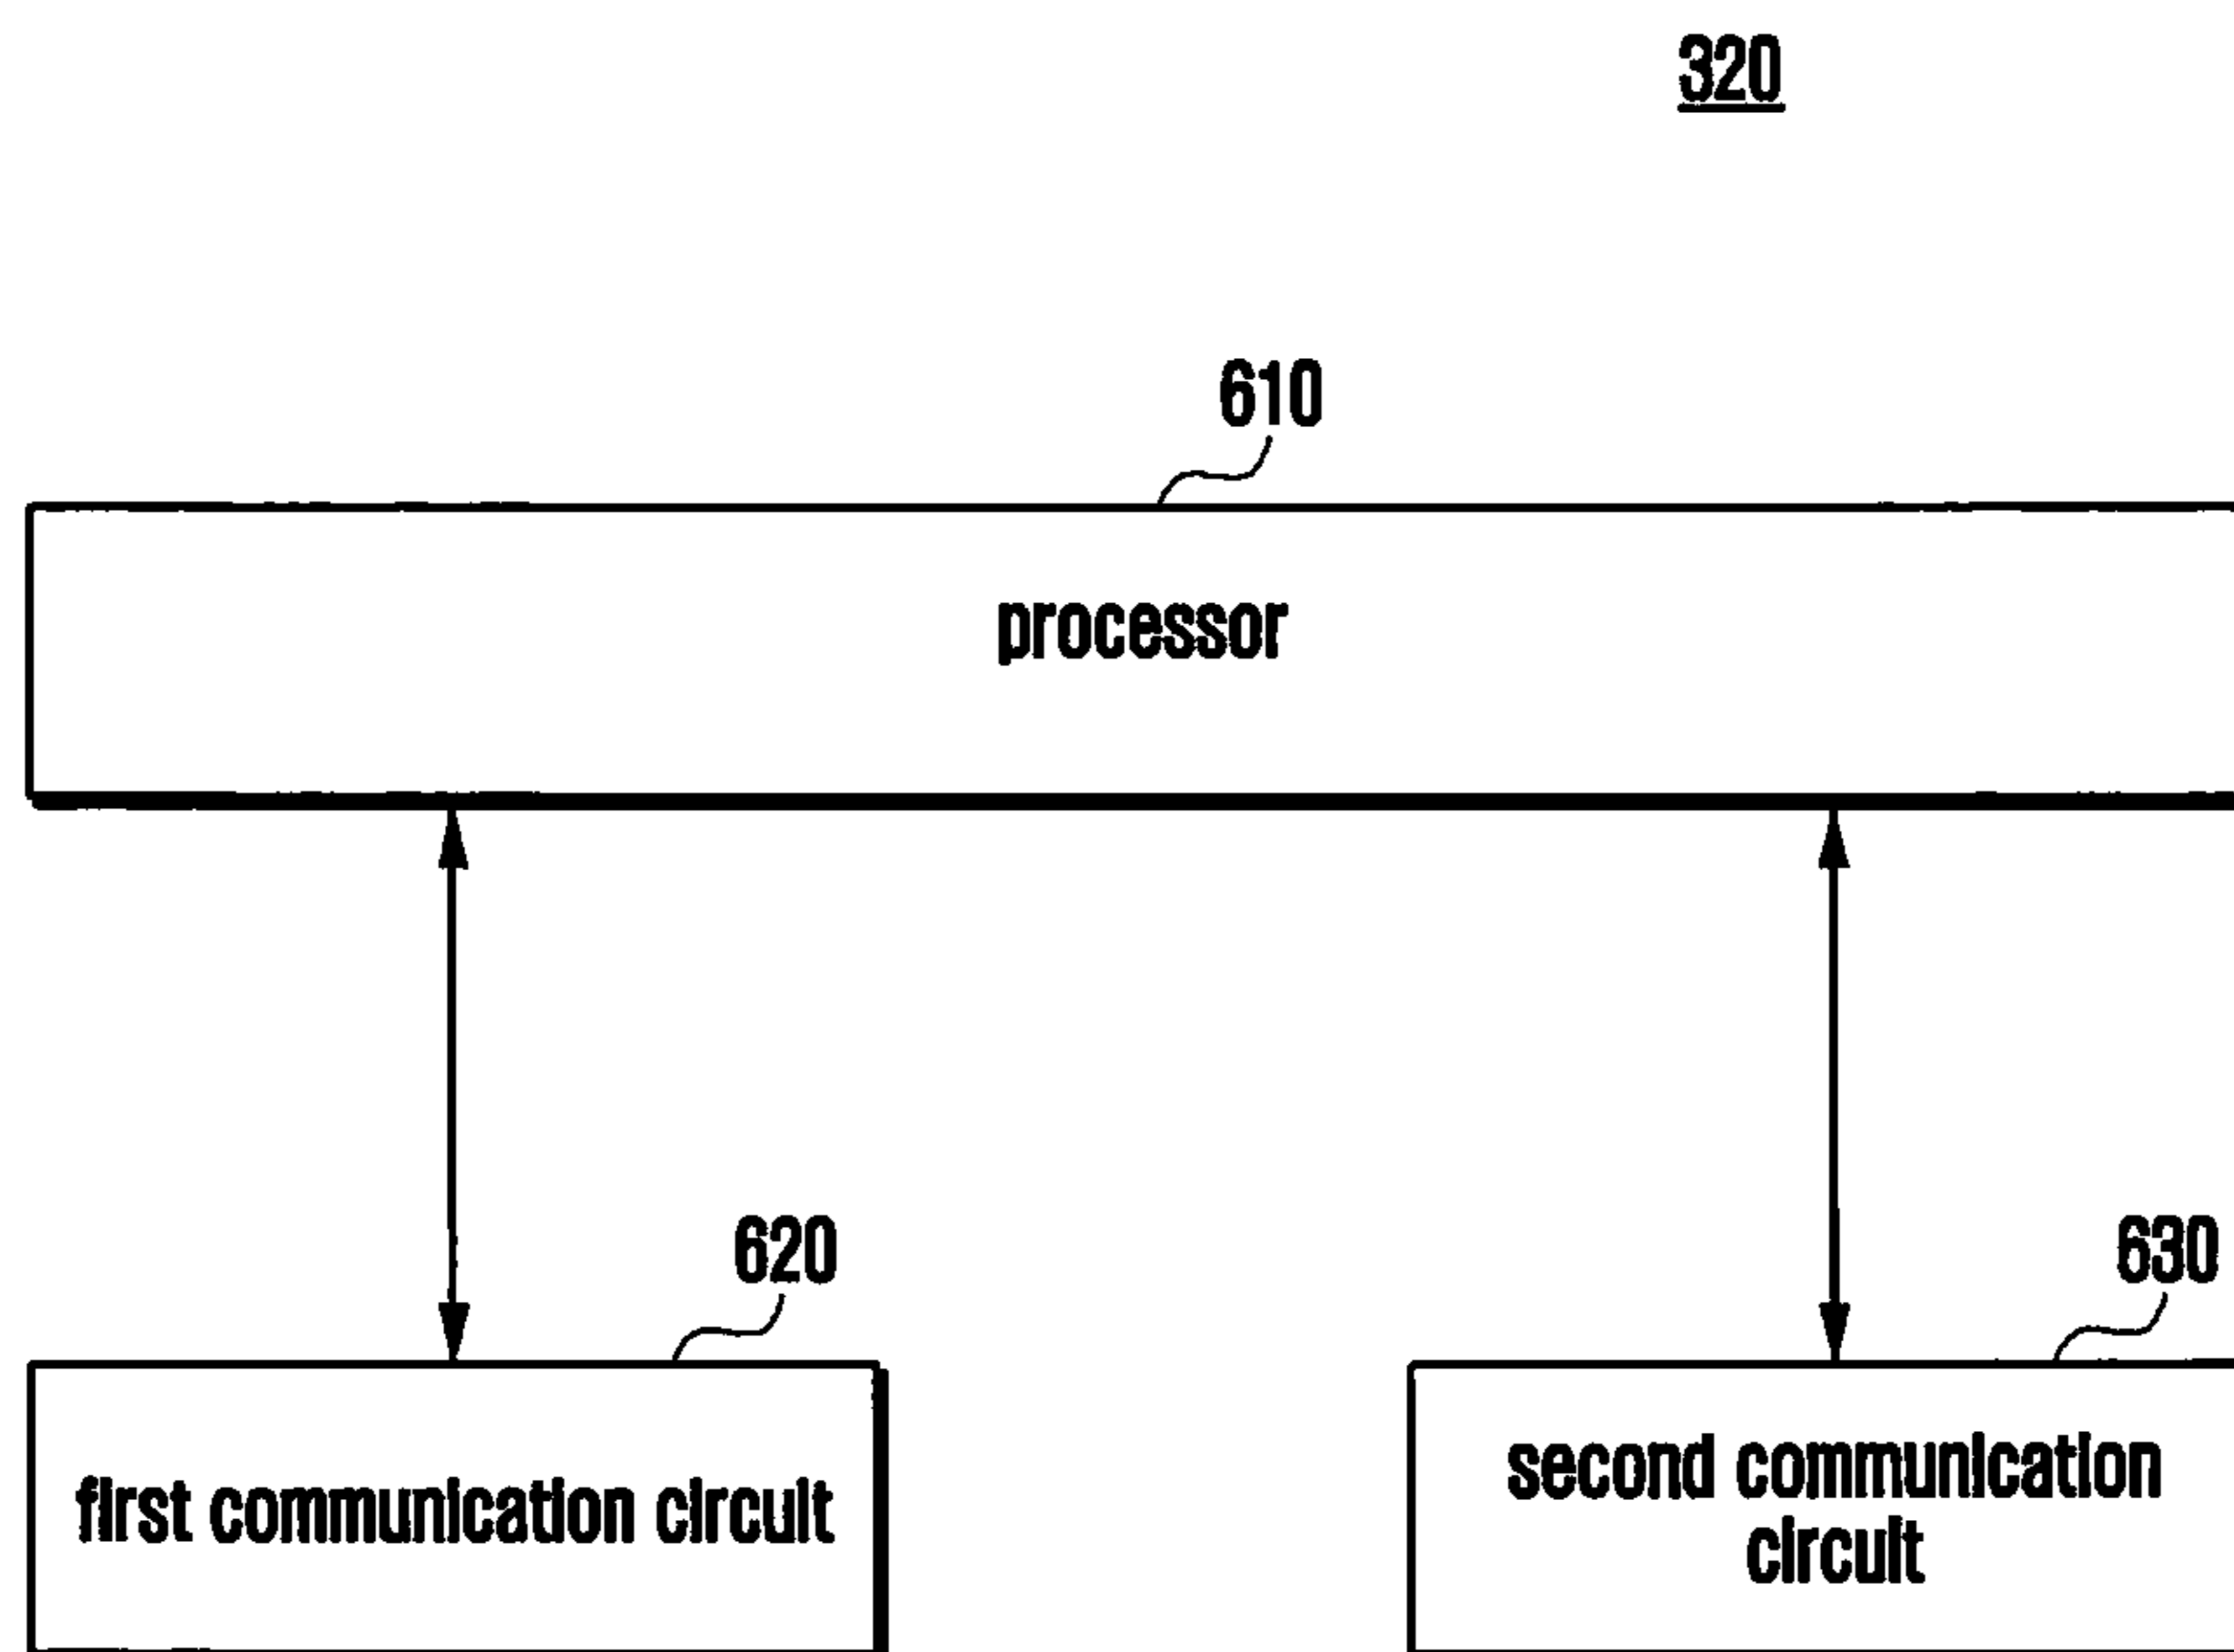 320
610
processor
620
630
first communication circuit
second communication
circuit